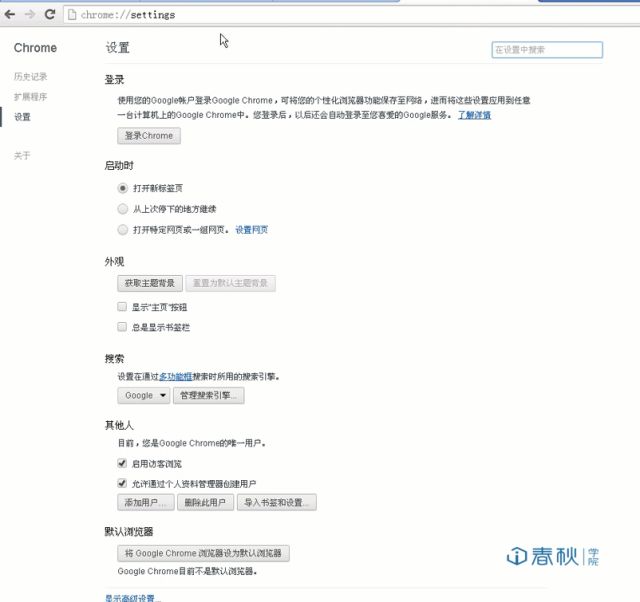 chrome://settings
Chrome
设置
在设置中搜索
历史记录
扩展程序
设置
关于
登录
使用您的Google帐户登录Google Chrome，可将您的个性化浏览器功能保存至网络，进而将这些设置应用到任意
一台计算机上的Google Chrome中。您登录后，以后还会自动登录至您喜爱的Google服务。 了解详情
登录Chrome
启动时
打开新标签页
从上次停下的地方继续
打开特定网页或一组网页。 设置网页
外观
获取主题背景 重置为默认主题背景
显示"主页"按钮
总是显示书签栏
搜索
设置在通过多功能框搜索时所用的搜索引擎。
Google 管理搜索引擎...
其他人
目前，您是Google Chrome的唯一用户。
启用访客浏览
允许通过个人资料管理器创建用户
添加用户... 删除此用户 导入书签和设置...
默认浏览器
将 Google Chrome 浏览器设为默认浏览器
Google Chrome目前不是默认浏览器。
显示高级设置...
春秋 学院